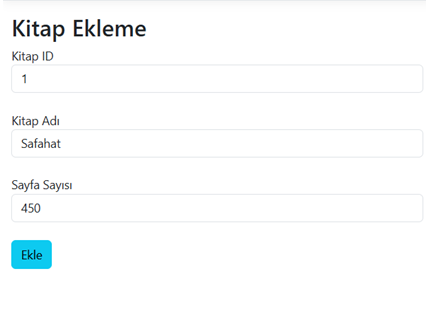 Kitap Ekleme
Kitap ID
1
Kitap Adı
Safahat
Sayfa Sayısı
450
Ekle